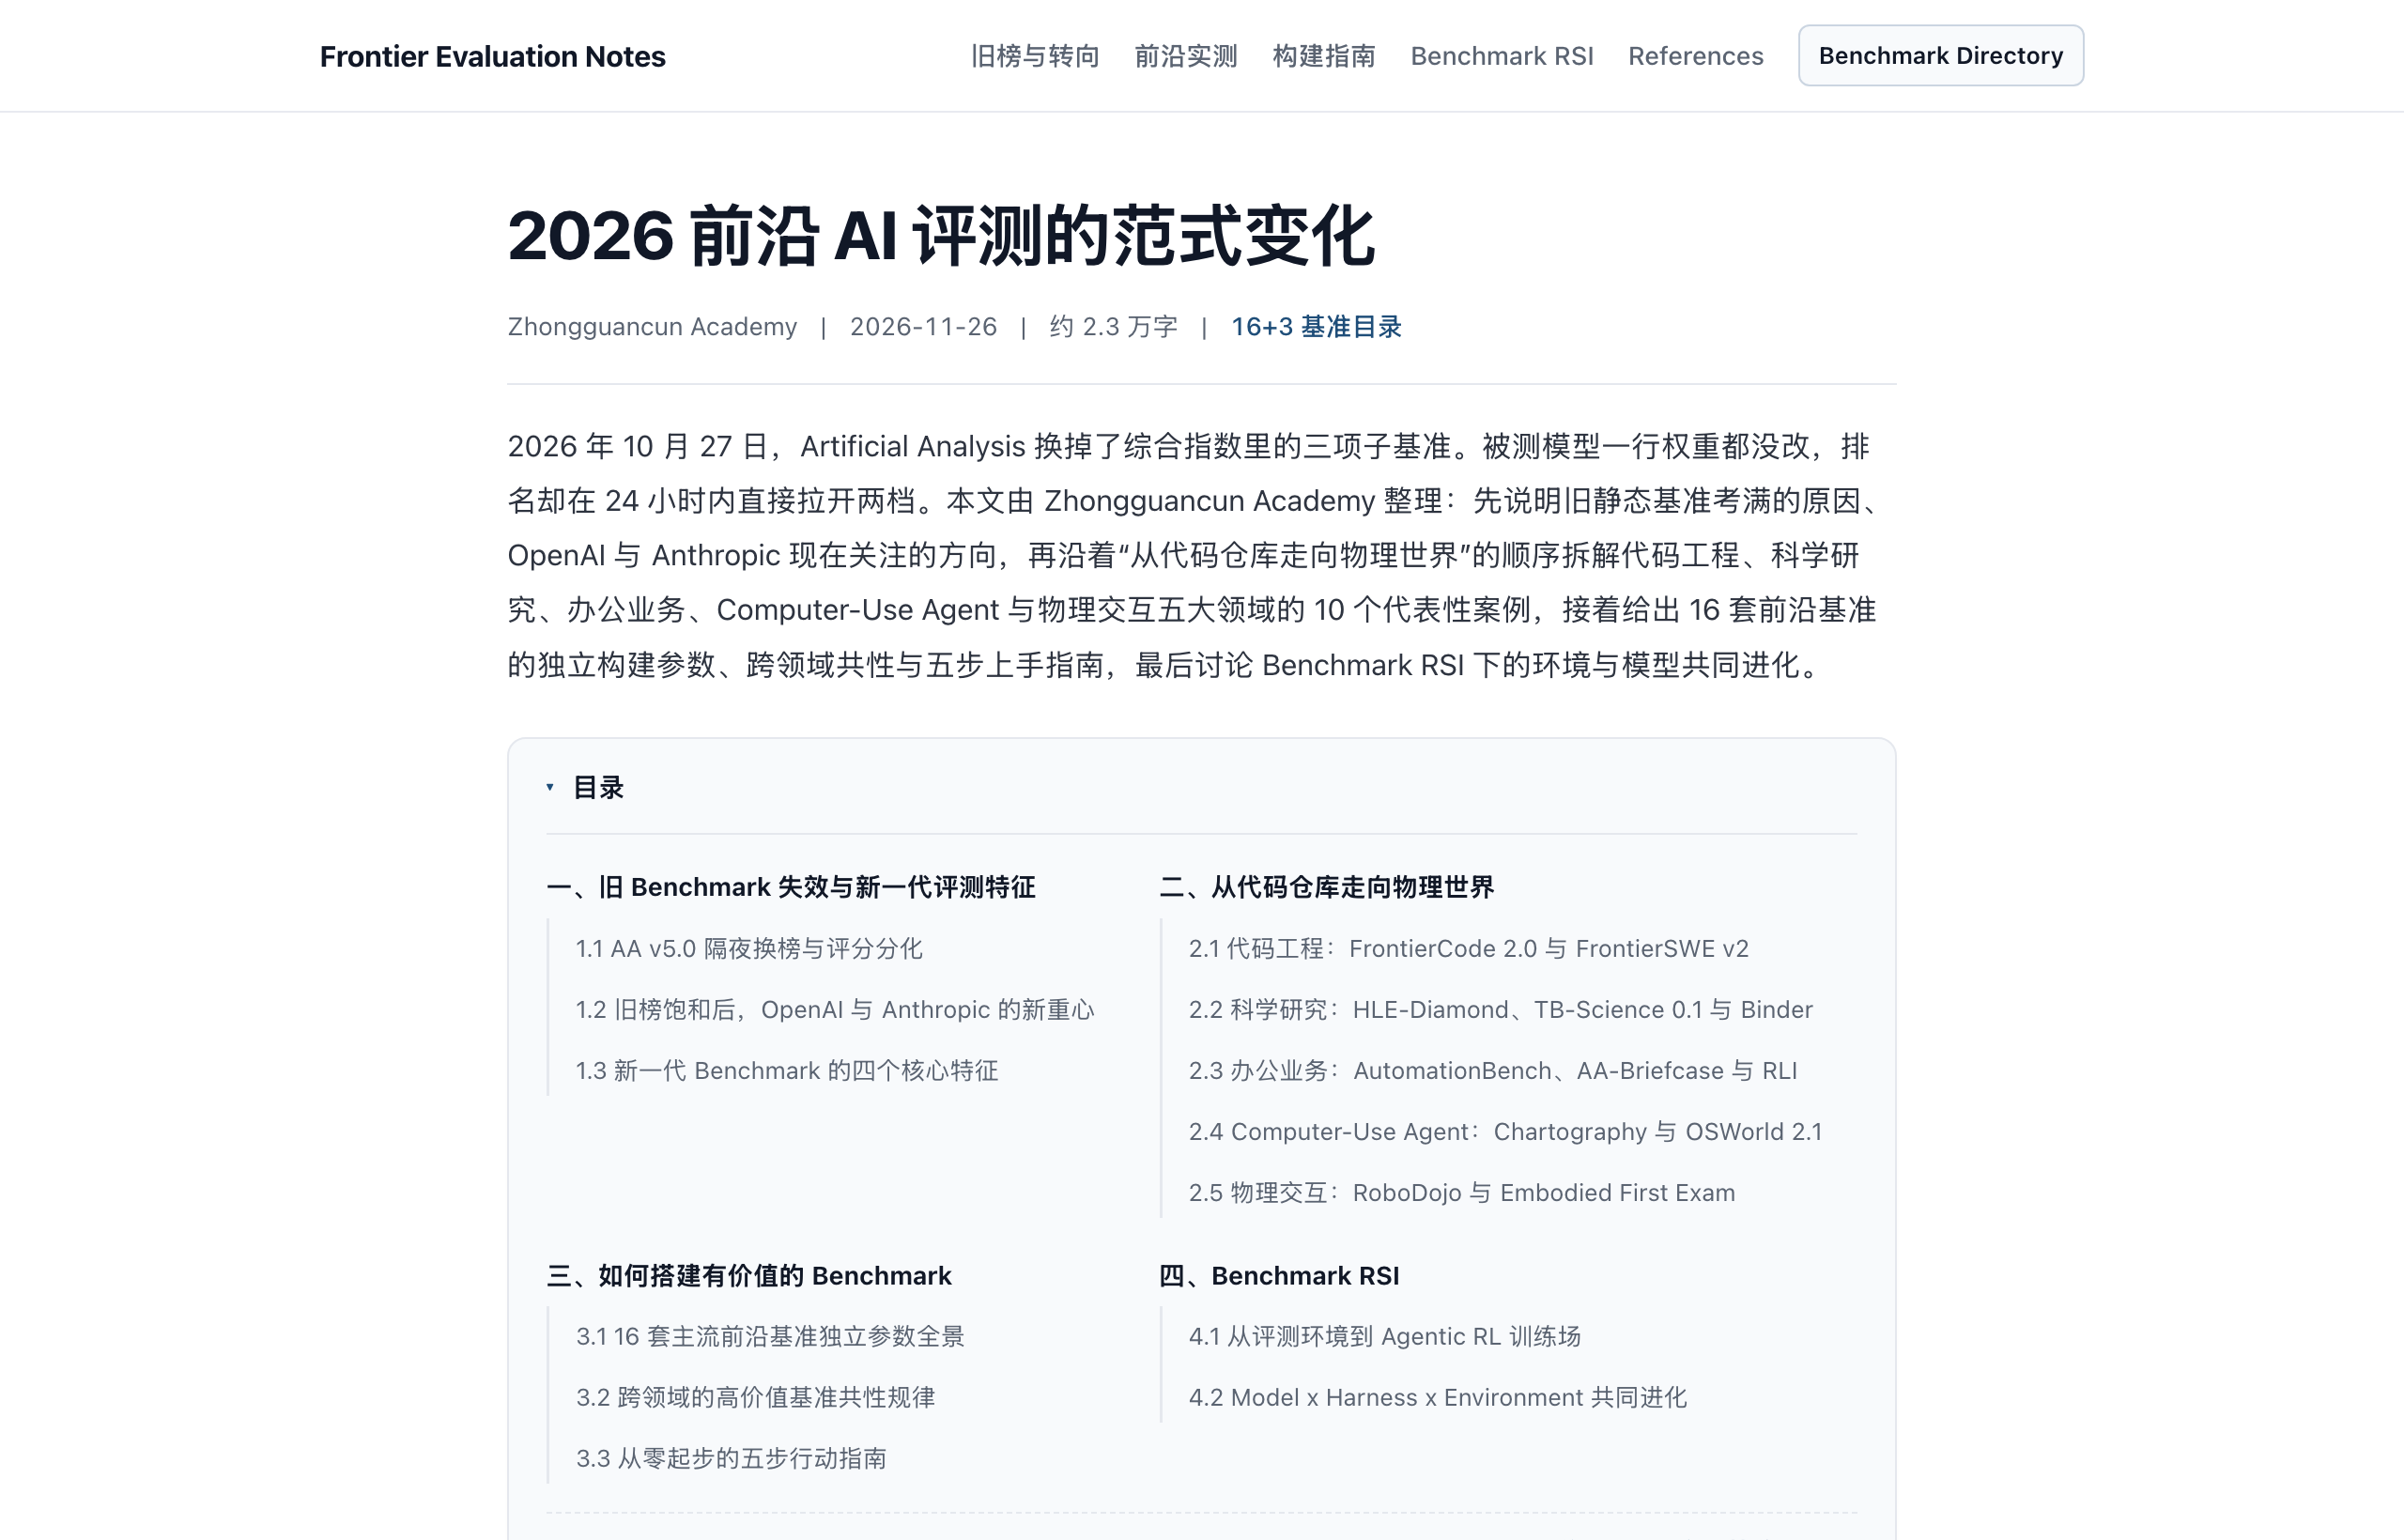 Frontier Evaluation Notes
旧榜与转向 前沿实测 构建指南 Benchmark RSI References Benchmark Directory
2026 前沿 AI 评测的范式变化
Zhongguancun Academy | 2026-11-26 | 约 2.3 万字 | 16+3 基准目录
2026 年 10 月 27 日，Artificial Analysis 换掉了综合指数里的三项子基准。被测模型一行权重都没改，排
名却在 24 小时内直接拉开两档。本文由 Zhongguancun Academy 整理：先说明旧静态基准考满的原因、
OpenAI 与 Anthropic 现在关注的方向，再沿着“从代码仓库走向物理世界”的顺序拆解代码工程、科学研
究、办公业务、Computer-Use Agent 与物理交互五大领域的 10 个代表性案例，接着给出 16 套前沿基准
的独立构建参数、跨领域共性与五步上手指南，最后讨论 Benchmark RSI 下的环境与模型共同进化。
目录
一、旧 Benchmark 失效与新一代评测特征
1.1 AA v5.0 隔夜换榜与评分分化
1.2 旧榜饱和后，OpenAI 与 Anthropic 的新重心
1.3 新一代 Benchmark 的四个核心特征
二、从代码仓库走向物理世界
2.1 代码工程：FrontierCode 2.0 与 FrontierSWE v2
2.2 科学研究：HLE-Diamond、TB-Science 0.1 与 Binder
2.3 办公业务：AutomationBench、AA-Briefcase 与 RLI
2.4 Computer-Use Agent：Chartography 与 OSWorld 2.1
2.5 物理交互：RoboDojo 与 Embodied First Exam
三、如何搭建有价值的 Benchmark
3.1 16 套主流前沿基准独立参数全景
3.2 跨领域的高价值基准共性规律
3.3 从零起步的五步行动指南
四、Benchmark RSI
4.1 从评测环境到 Agentic RL 训练场
4.2 Model x Harness x Environment 共同进化